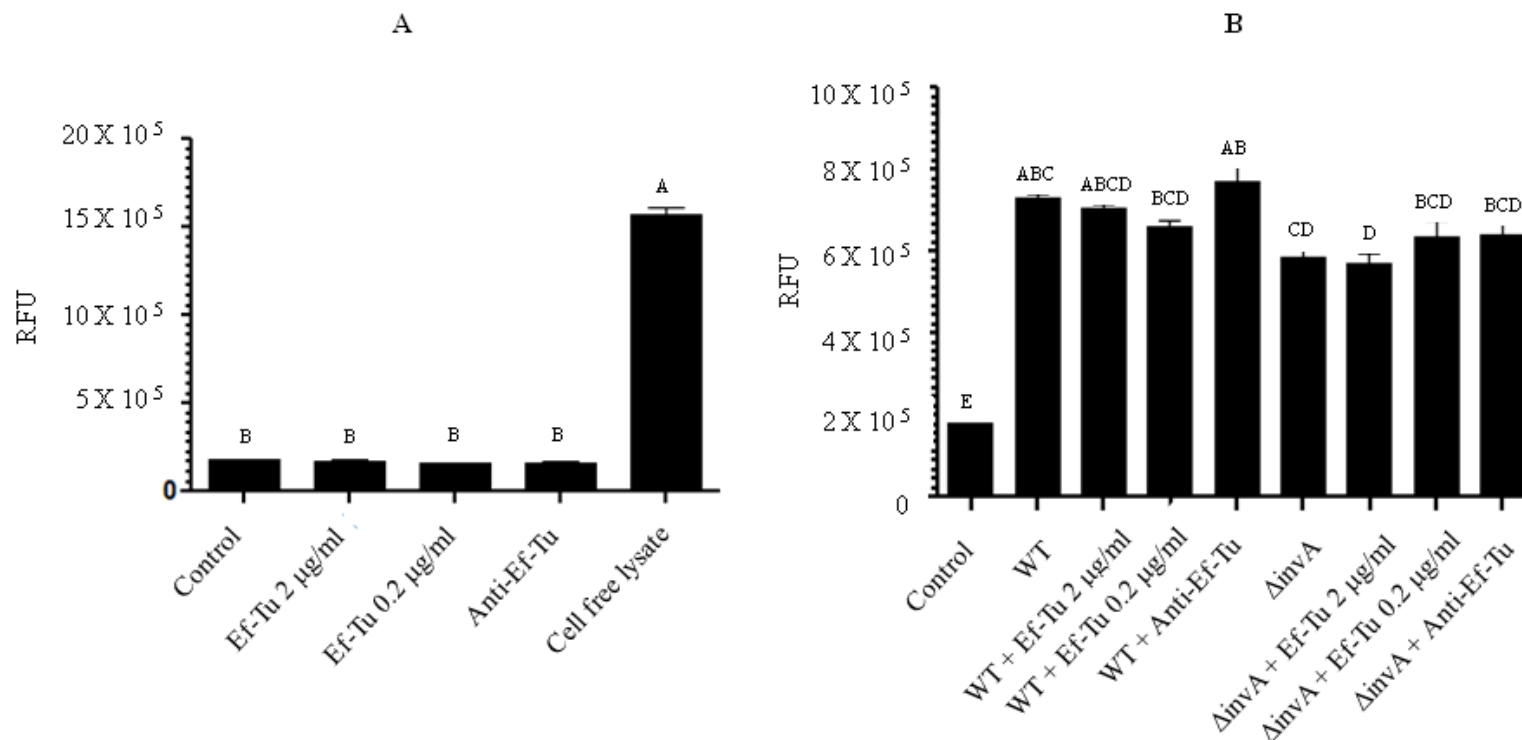 A
RFU
20 X 10⁵
15 X 10⁵
10 X 10⁵
5 X 10⁵
0
B
B
B
B
A
Control
Ef-Tu 2 µg/ml
Ef-Tu 0.2 µg/ml
Anti-Ef-Tu
Cell free lysate
B
RFU
10 X 10⁵
8 X 10⁵
6 X 10⁵
4 X 10⁵
2 X 10⁵
0
E
ABC
ABCD
BCD
AB
CD
D
BCD
BCD
Control
WT
WT + Ef-Tu 2 µg/ml
WT + Ef-Tu 0.2 µg/ml
WT + Anti-Ef-Tu
ΔinvA
ΔinvA + Ef-Tu 2 µg/ml
ΔinvA + Ef-Tu 0.2 µg/ml
ΔinvA + Anti-Ef-Tu